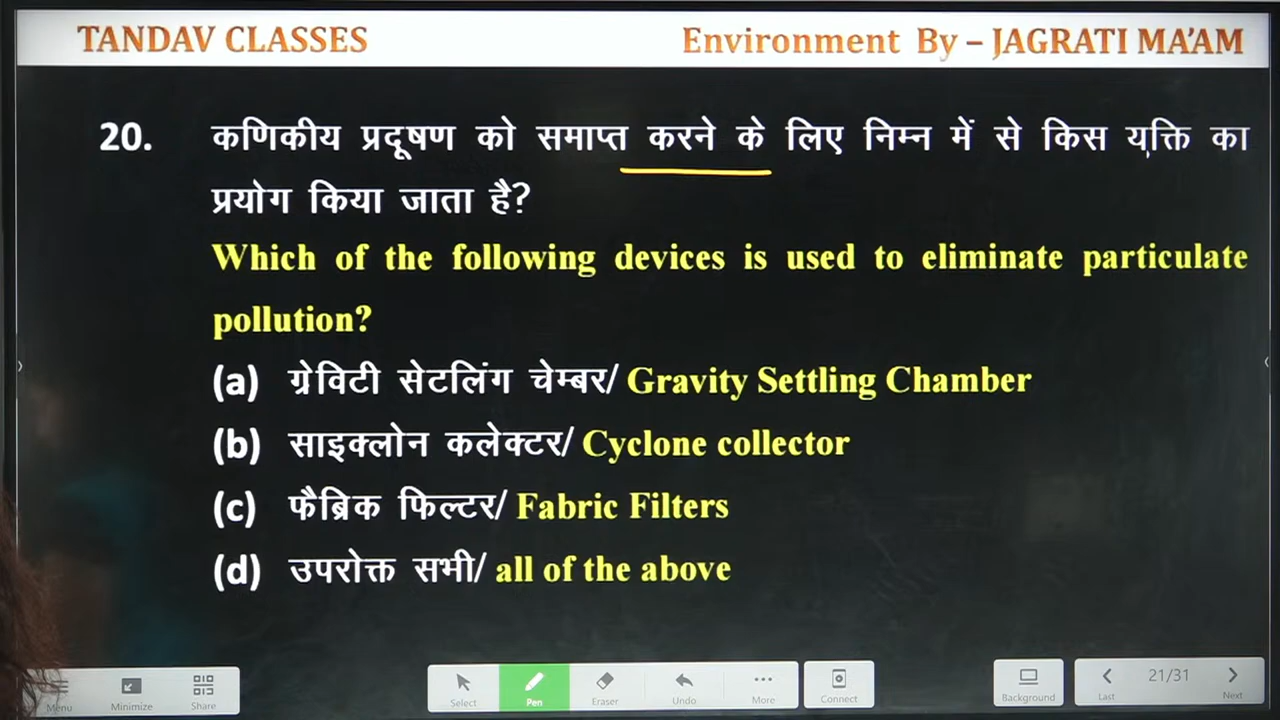 TANDAV CLASSES
Environment By – JAGRATI MA'AM
20. कणिकीय प्रदूषण को समाप्त करने के लिए निम्न में से किस युक्ति का
प्रयोग किया जाता है?
Which of the following devices is used to eliminate particulate
pollution?
(a) ग्रेविटी सेटलिंग चेम्बर/ Gravity Settling Chamber
(b) साइक्लोन कलेक्टर/ Cyclone collector
(c) फैब्रिक फिल्टर/ Fabric Filters
(d) उपरोक्त सभी/ all of the above
Menu Minimize Share Select Pen Eraser Undo More Connect Background Last 21/31 Next